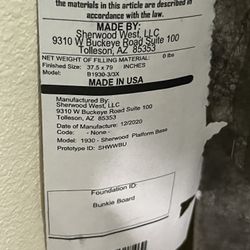 the materials in this article are described in
accordance with the law.
MADE BY:
Sherwood West, LLC
9310 W Buckeye Road Suite 100
Tolleson, AZ 85353
NET WEIGHT OF FILLING MATERIAL 0 lbs
Finished Size: 37.5 x 79 INCHES
Model: B1930-3/3X
MADE IN USA
Manufactured By:
Sherwood West, LLC
9310 W Buckeye Road Suite 100
Tolleson, AZ 85353
Date of Manufacture: 12/2020
Code: - None -
Model: 1930 - Sherwood Platform Base
Prototype ID: SHWWBU
Foundation ID:
Bunkie Board